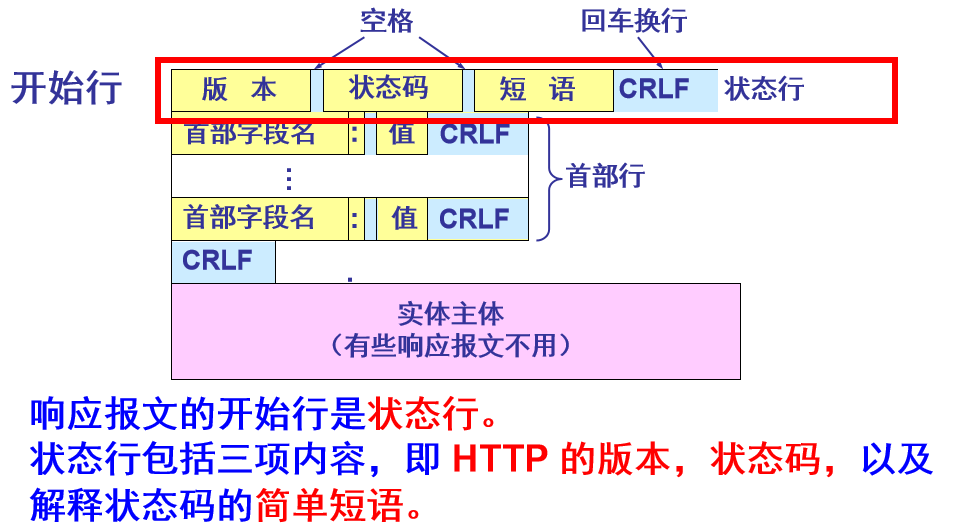 空格 回车换行
开始行 版 本 状态码 短 语 CRLF 状态行
首部字段名 : 值 CRLF
⋮
首部行
首部字段名 : 值 CRLF
CRLF
实体主体
（有些响应报文不用）
响应报文的开始行是状态行。
状态行包括三项内容，即 HTTP 的版本，状态码，以及
解释状态码的简单短语。